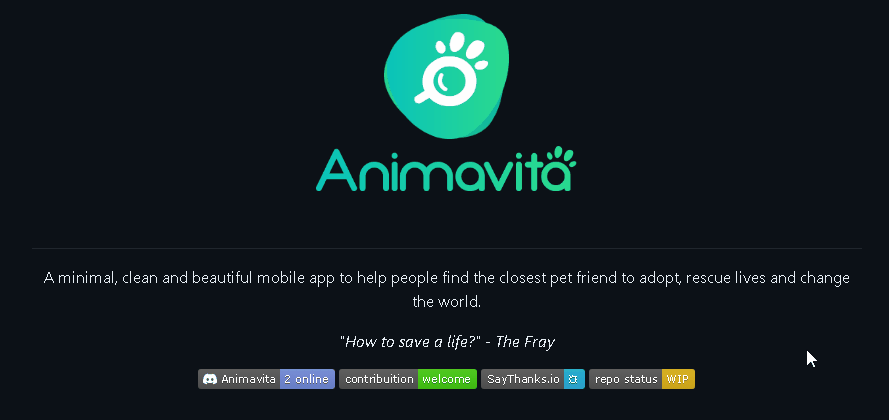 Animavita
A minimal, clean and beautiful mobile app to help people find the closest pet friend to adopt, rescue lives and change
the world.
"How to save a life?" - The Fray
Animavita 2 online contribuition welcome SayThanks.io ☼ repo status WIP